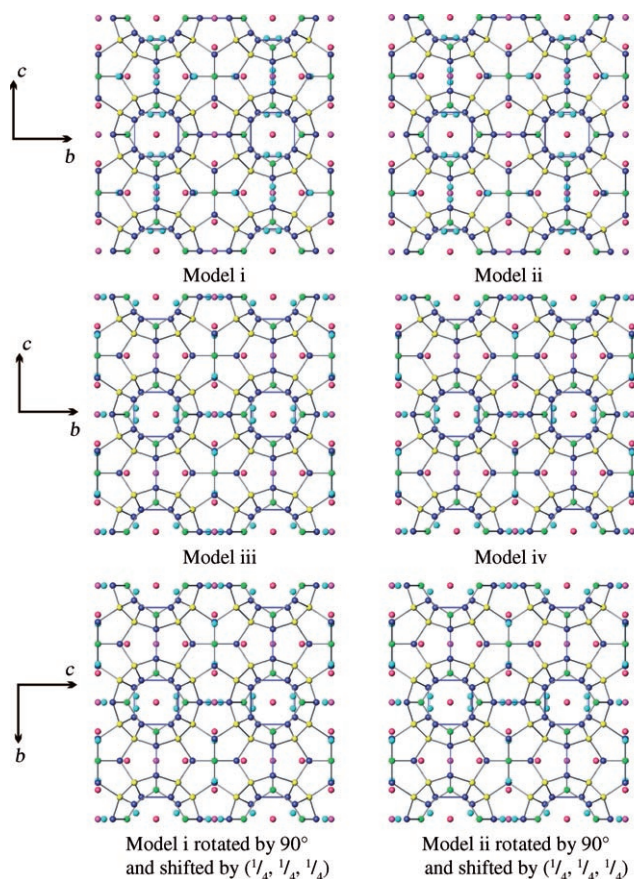 c
b
Model i
Model ii
c
b
Model iii
Model iv
c
b
Model i rotated by 90°
and shifted by (1/4, 1/4, 1/4)
Model ii rotated by 90°
and shifted by (1/4, 1/4, 1/4)